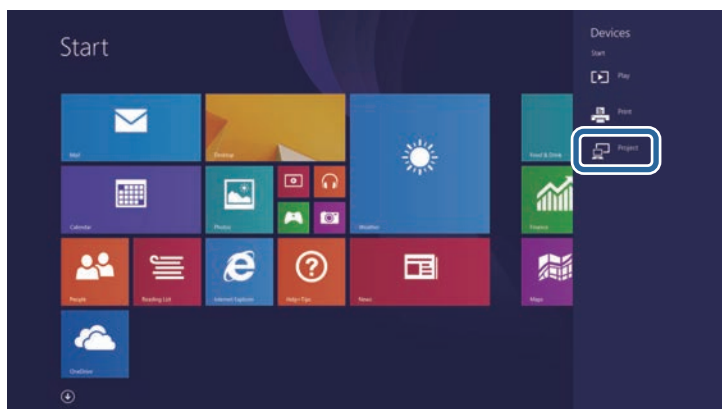 Start
Devices
Start
Play
Print
Project
Mail
Desktop
Weather
Food & Drink
Calendar
Photos
Finance
People
Reading List
Internet Explorer
Help+Tips
News
Maps
OneDrive